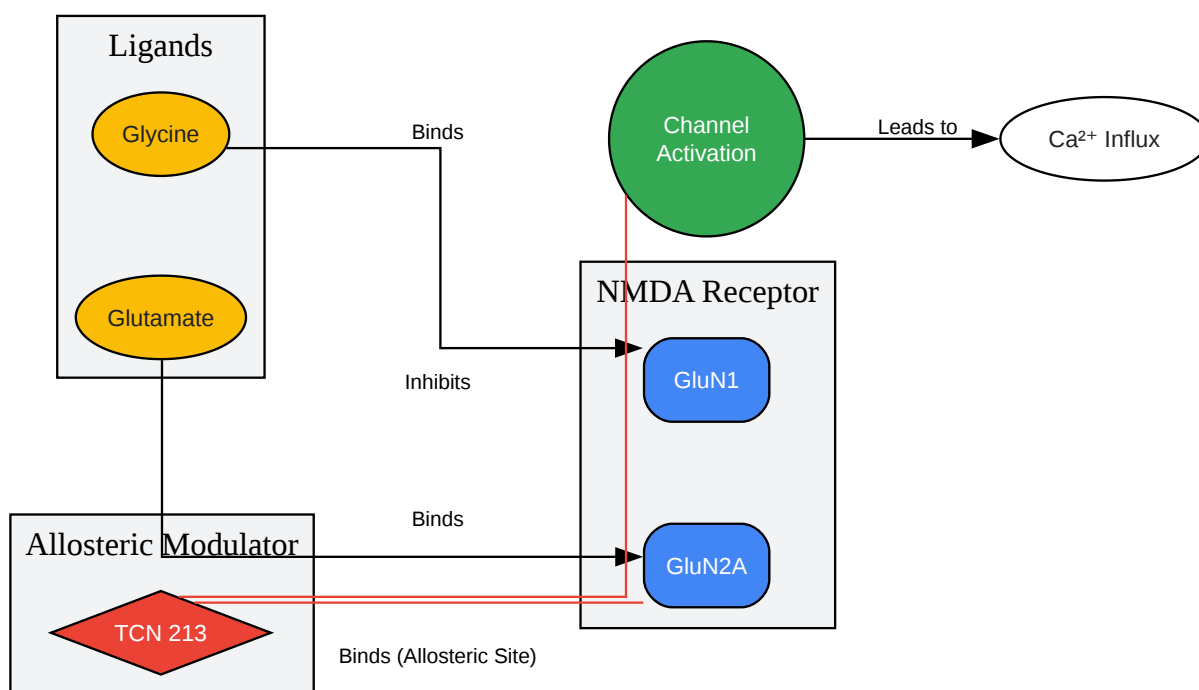 Ligands
Glycine
Glutamate
Binds
Channel
Activation
Leads to
Ca²⁺ Influx
NMDA Receptor
GluN1
Inhibits
Binds
GluN2A
Allosteric Modulator
TCN 213
Binds (Allosteric Site)